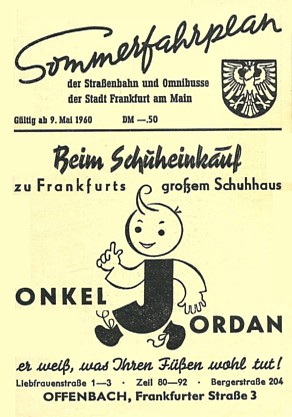 Sommerfahrplan
der Straßenbahn und Omnibusse
der Stadt Frankfurt am Main
Gültig ab 9. Mai 1960 DM —.50
Beim Schuheinkauf
zu Frankfurts großem Schuhhaus
ONKEL JORDAN
er weiß, was Ihren Füßen wohl tut!
Liebfrauenstraße 1—3 · Zeil 80—92 · Bergerstraße 204
OFFENBACH, Frankfurter Straße 3